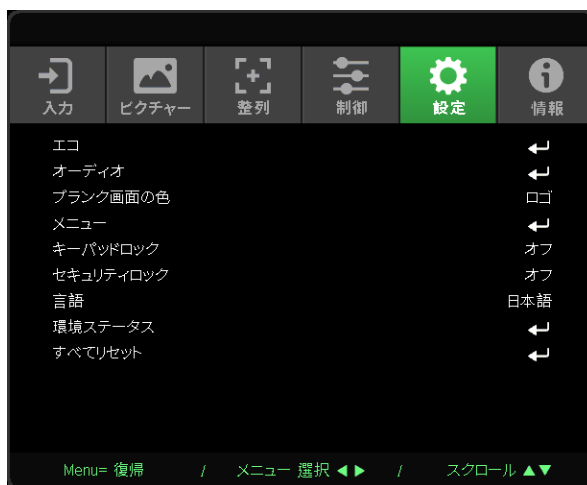 入力 ピクチャー 整列 制御 設定 情報
エコ
オーディオ
ブランク画面の色 ロゴ
メニュー
キーパッドロック オフ
セキュリティロック オフ
言語 日本語
環境ステータス
すべてリセット
Menu= 復帰 / メニュー 選択 ◀ ▶ / スクロール ▲▼